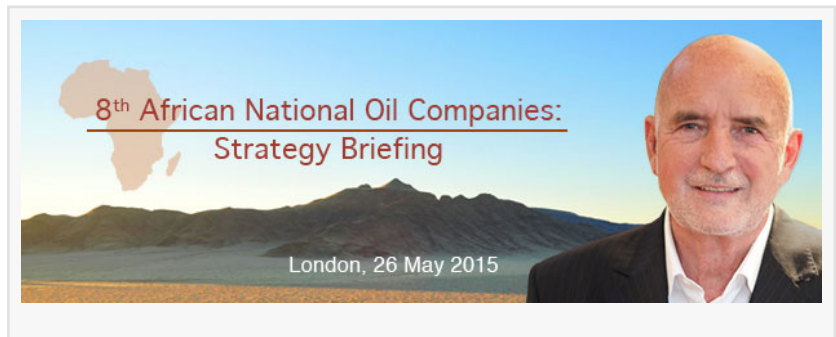 8th African National Oil Companies:
Strategy Briefing
London, 26 May 2015